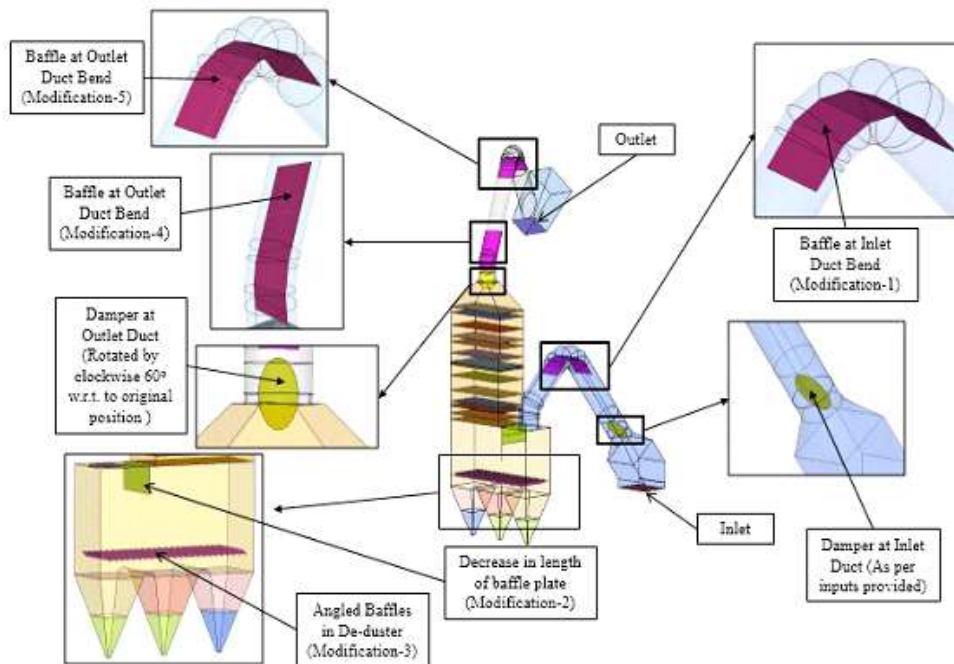 Baffle at Outlet
Duct Bend
(Modification-5)
Outlet
Baffle at Outlet
Duct Bend
(Modification-4)
Baffle at Inlet
Duct Bend
(Modification-1)
Damper at
Outlet Duct
(Rotated by
clockwise 60º
w.r.t. to original
position )
Inlet
Damper at Inlet
Duct (As per
inputs provided)
Decrease in length
of baffle plate
(Modification-2)
Angled Baffles
in De-duster
(Modification-3)